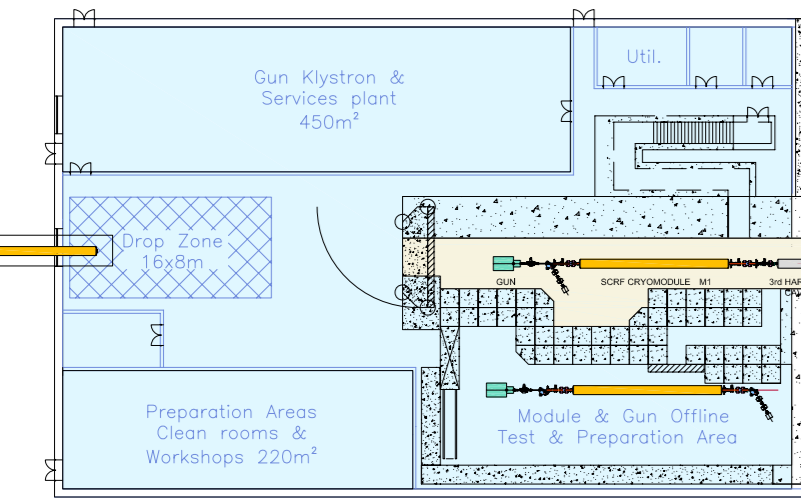 Gun Klystron &
Services plant
450m²
Util.
Drop Zone
16x8m
GUN
SCRF CRYOMODULE M1
3rd HAR
Preparation Areas
Clean rooms &
Workshops 220m²
Module & Gun Offline
Test & Preparation Area